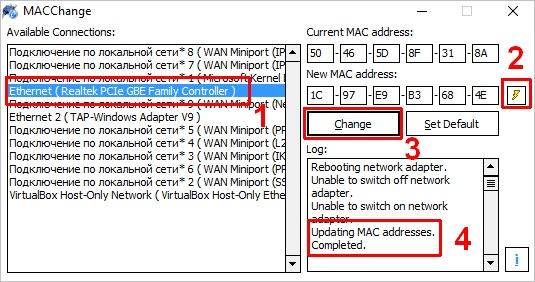 MACChange
Available Connections:
Подключение по локальной сети* 8 ( WAN Miniport (IP
Подключение по локальной сети* 7 ( WAN Miniport (IP
Подключение по локальной сети* 1 ( Microsoft Kernel
Ethernet ( Realtek PCIe GBE Family Controller )
Подключение по локальной сети* 9 ( WAN Miniport (Ne
Ethernet 2 ( TAP-Windows Adapter V9 )
Подключение по локальной сети* 5 ( WAN Miniport (PP
Подключение по локальной сети* 4 ( WAN Miniport (L2
Подключение по локальной сети* 3 ( WAN Miniport (IK
Подключение по локальной сети* 6 ( WAN Miniport (PP
Подключение по локальной сети* 2 ( WAN Miniport (SS
VirtualBox Host-Only Network ( VirtualBox Host-Only Ethe
1
Current MAC address:
50 - 46 - 5D - 8F - 31 - 8A
New MAC address:
1C - 97 - E9 - B3 - 68 - 4E
2
Change
Set Default
3
Log:
Rebooting network adapter.
Unable to switch off network
adapter.
Unable to switch on network
adapter.
Updating MAC addresses.
Completed.
4
i